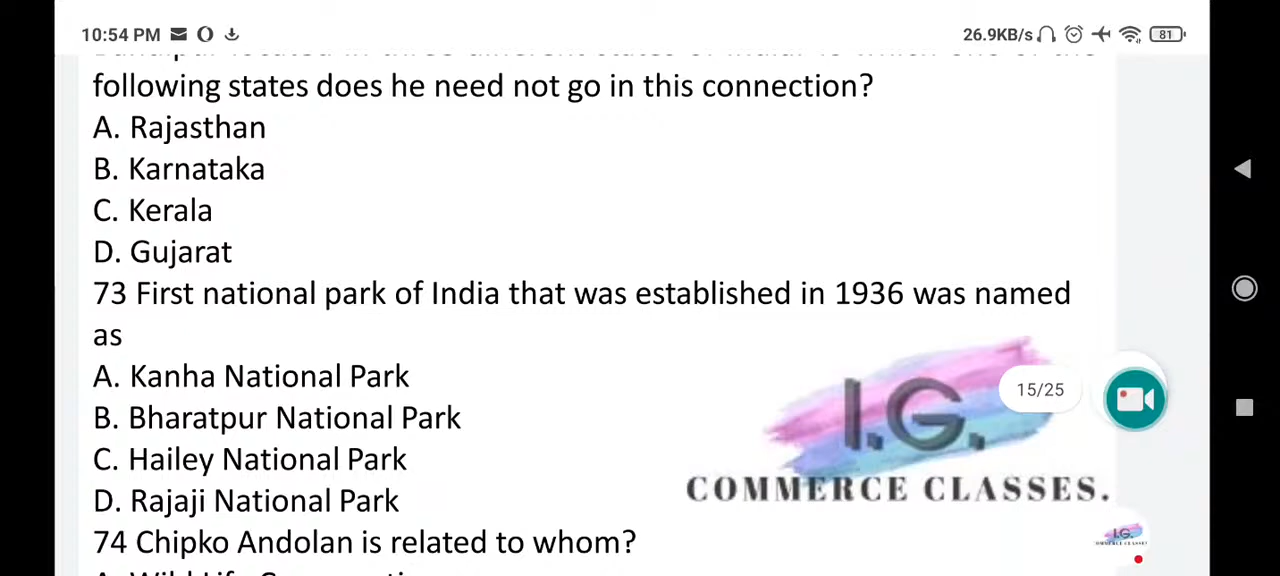 10:54 PM
26.9KB/s
81
following states does he need not go in this connection?
A. Rajasthan
B. Karnataka
C. Kerala
D. Gujarat
73 First national park of India that was established in 1936 was named
as
A. Kanha National Park
15/25
B. Bharatpur National Park
I.G.
C. Hailey National Park
COMMERCE CLASSES.
D. Rajaji National Park
74 Chipko Andolan is related to whom?
I.G.
COMMERCE CLASSES